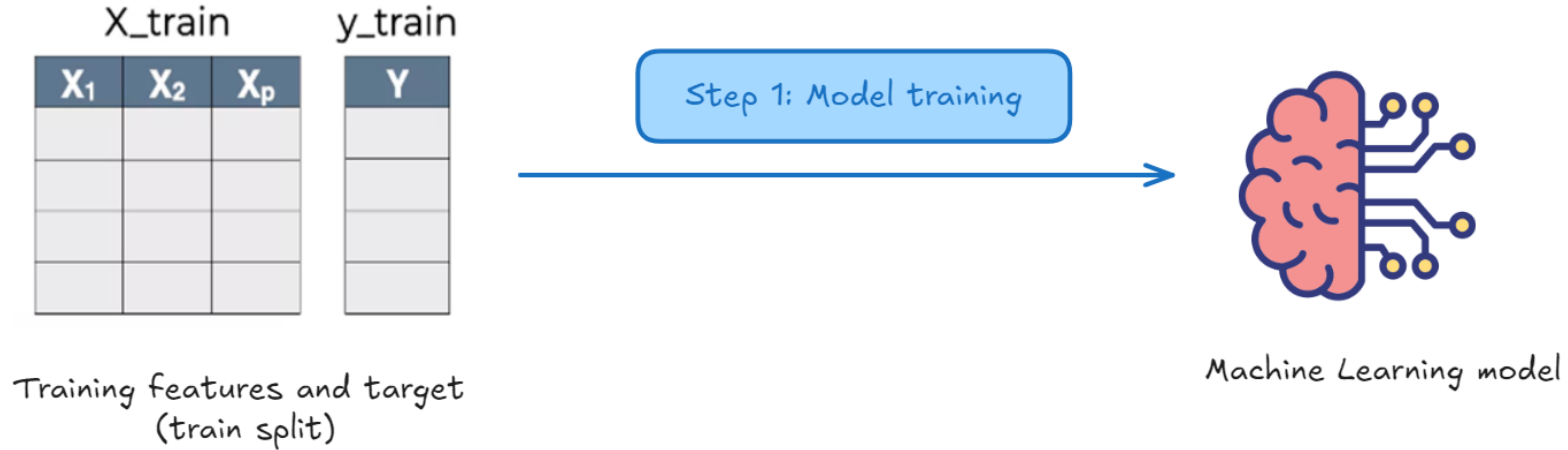 X_train
y_train
X₁ X₂ Xₚ
Y
Step 1: Model training
Training features and target
(train split)
Machine Learning model